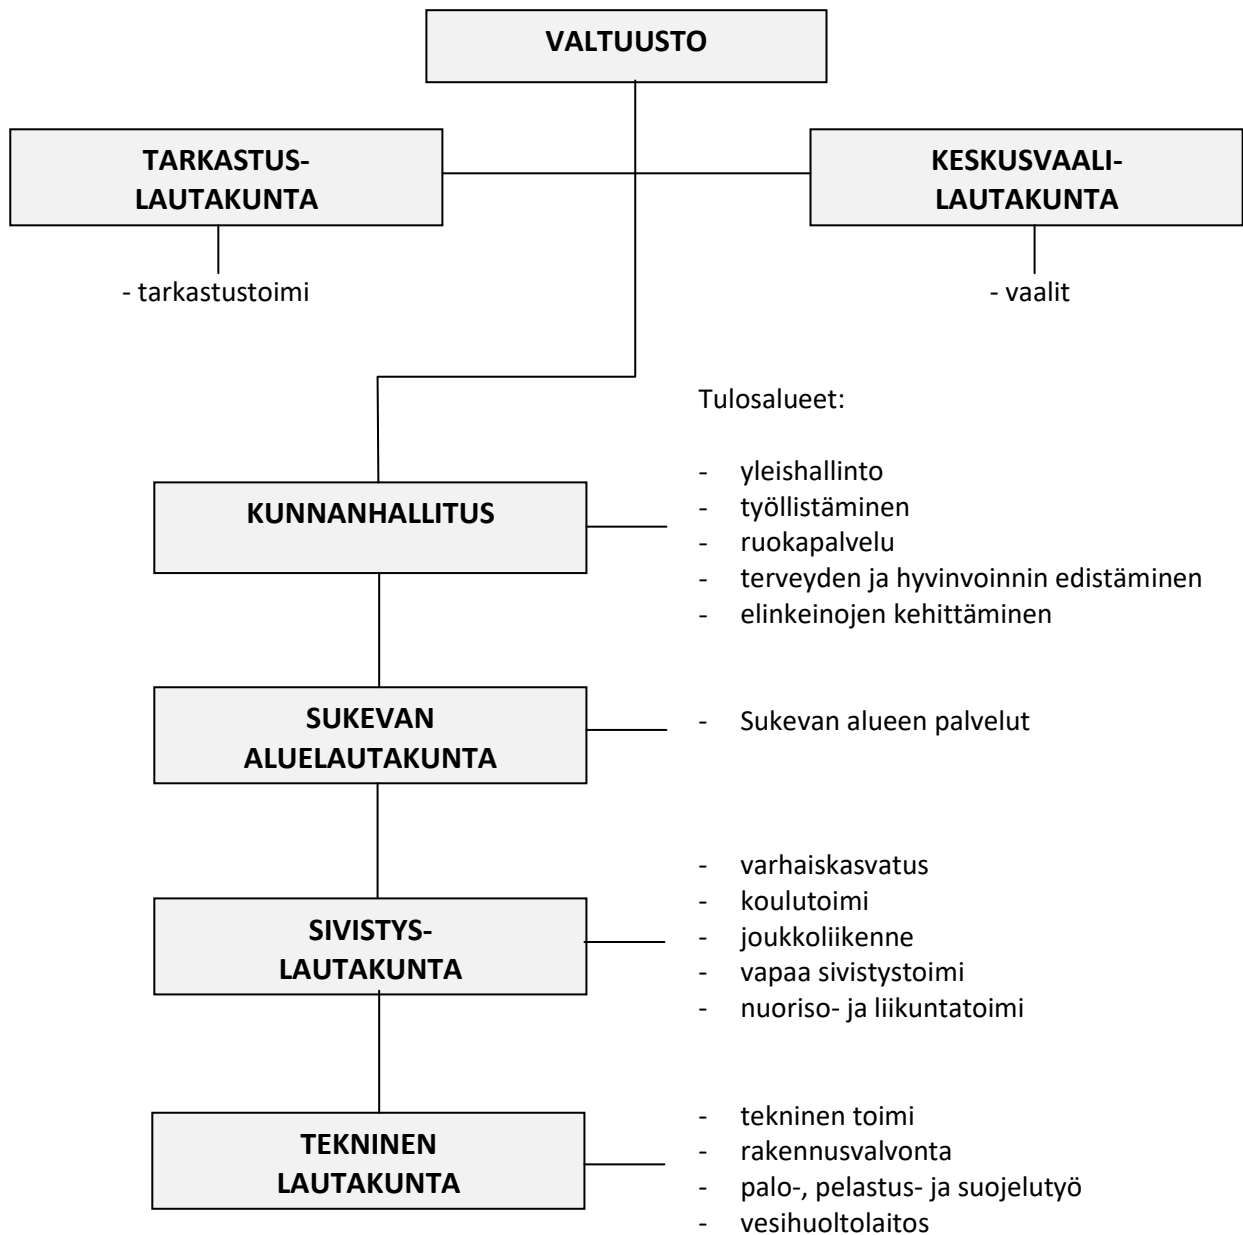 VALTUUSTO
TARKASTUS-
LAUTAKUNTA
KESKUSVAALI-
LAUTAKUNTA
- tarkastustoimi
- vaalit
Tulosalueet:
KUNNANHALLITUS
- yleishallinto
- työllistäminen
- ruokapalvelu
- terveyden ja hyvinvoinnin edistäminen
- elinkeinojen kehittäminen
SUKEVAN
ALUELAUTAKUNTA
- Sukevan alueen palvelut
SIVISTYS-
LAUTAKUNTA
- varhaiskasvatus
- koulutoimi
- joukkoliikenne
- vapaa sivistystoimi
- nuoriso- ja liikuntatoimi
TEKNINEN
LAUTAKUNTA
- tekninen toimi
- rakennusvalvonta
- palo-, pelastus- ja suojelutyö
- vesihuoltolaitos